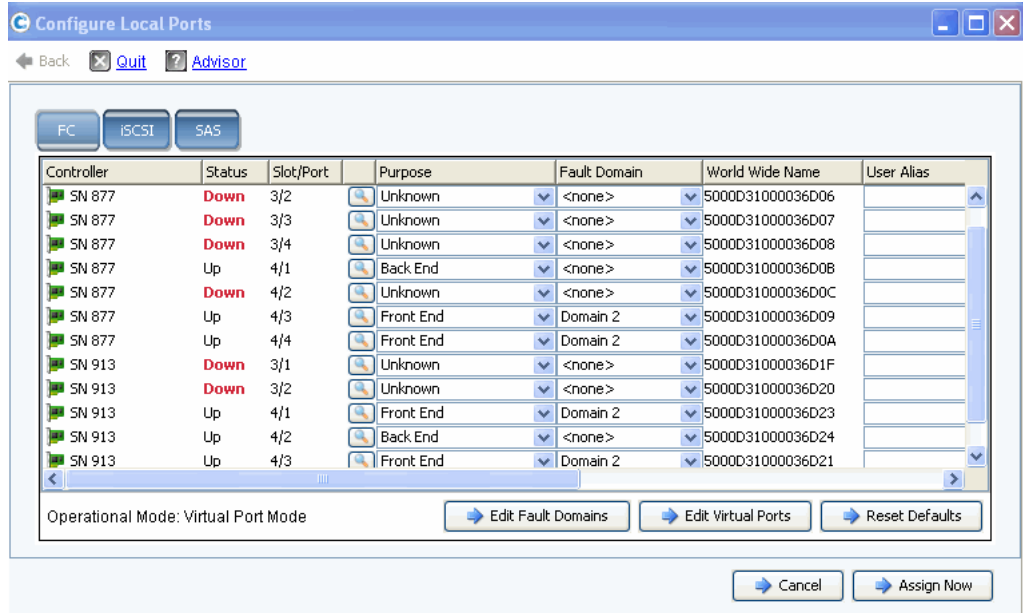 Configure Local Ports
Back Quit ? Advisor
FC iSCSI SAS
Controller Status Slot/Port Purpose Fault Domain World Wide Name User Alias
SN 877 Down 3/2 Unknown <none> 5000D31000036D06
SN 877 Down 3/3 Unknown <none> 5000D31000036D07
SN 877 Down 3/4 Unknown <none> 5000D31000036D08
SN 877 Up 4/1 Back End <none> 5000D31000036D0B
SN 877 Down 4/2 Unknown <none> 5000D31000036D0C
SN 877 Up 4/3 Front End Domain 2 5000D31000036D09
SN 877 Up 4/4 Front End Domain 2 5000D31000036D0A
SN 913 Down 3/1 Unknown <none> 5000D31000036D1F
SN 913 Down 3/2 Unknown <none> 5000D31000036D20
SN 913 Up 4/1 Front End Domain 2 5000D31000036D23
SN 913 Up 4/2 Back End <none> 5000D31000036D24
SN 913 Up 4/3 Front End Domain 2 5000D31000036D21
Operational Mode: Virtual Port Mode Edit Fault Domains Edit Virtual Ports Reset Defaults
Cancel Assign Now